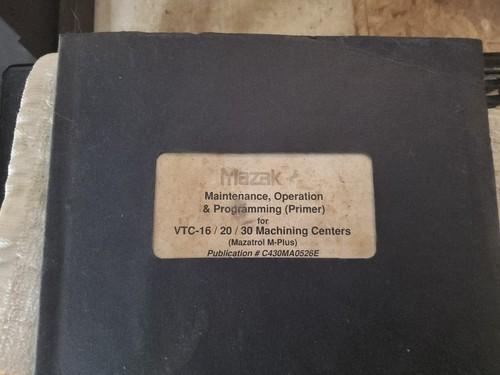 Mazak
Maintenance, Operation
& Programming (Primer)
for
VTC-16 / 20 / 30 Machining Centers
(Mazatrol M-Plus)
Publication # C430MA0526E